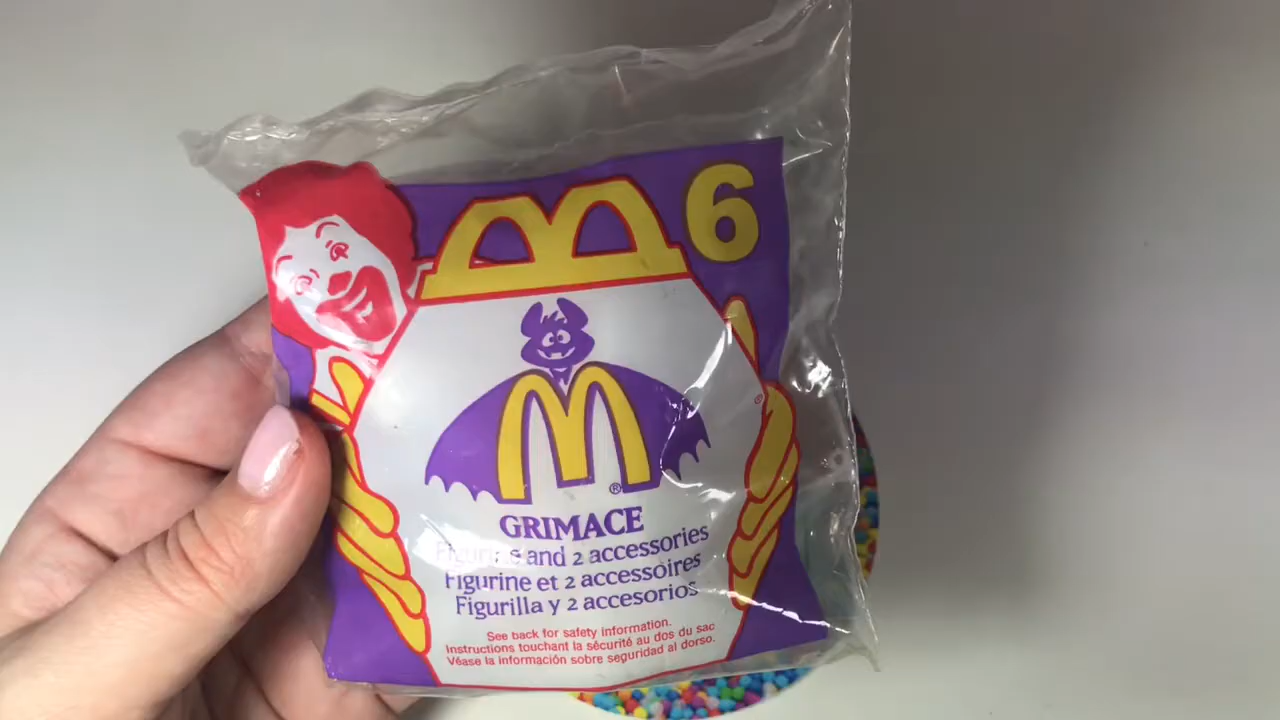 6
M®
®
GRIMACE
Figurine and 2 accessories
Figurine et 2 accessoires
Figurilla y 2 accesorios
See back for safety information.
Instructions touchant la sécurité au dos du sac
Véase la información sobre seguridad al dorso.